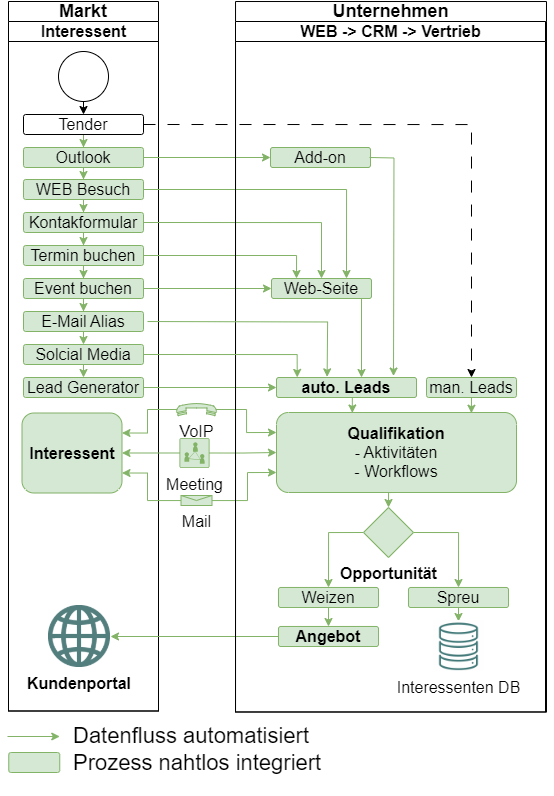 Markt
Unternehmen
Interessent
WEB -> CRM -> Vertrieb
Tender
Outlook
Add-on
WEB Besuch
Kontakformular
Termin buchen
Event buchen
Web-Seite
E-Mail Alias
Solcial Media
Lead Generator
auto. Leads
man. Leads
Interessent
VoIP
Meeting
Mail
Qualifikation
- Aktivitäten
- Workflows
Opportunität
Weizen
Spreu
Angebot
Kundenportal
Interessenten DB
Datenfluss automatisiert
Prozess nahtlos integriert